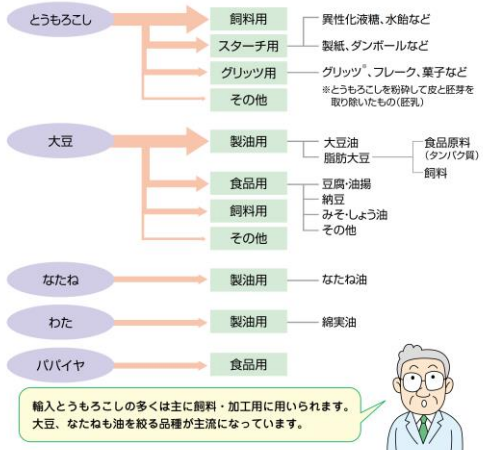 とうもろこし
飼料用
スターチ用
異性化液糖、水飴など
製紙、ダンボールなど
グリッツ用
グリッツ※、フレーク、菓子など
※とうもろこしを粉砕して皮と胚芽を
取り除いたもの(胚乳)
その他
大豆
製油用
大豆油
脂肪大豆
食品原料
(タンパク質)
飼料
食品用
豆腐・油揚
納豆
みそ・しょう油
その他
飼料用
その他
なたね
製油用
なたね油
わた
製油用
綿実油
パパイヤ
食品用
輸入とうもろこしの多くは主に飼料・加工用に用いられます。
大豆、なたねも油を絞る品種が主流になっています。